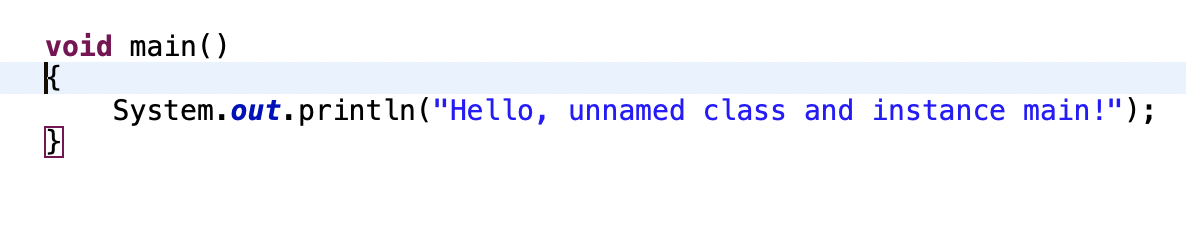 void main()
{
    System.out.println("Hello, unnamed class and instance main!");
}